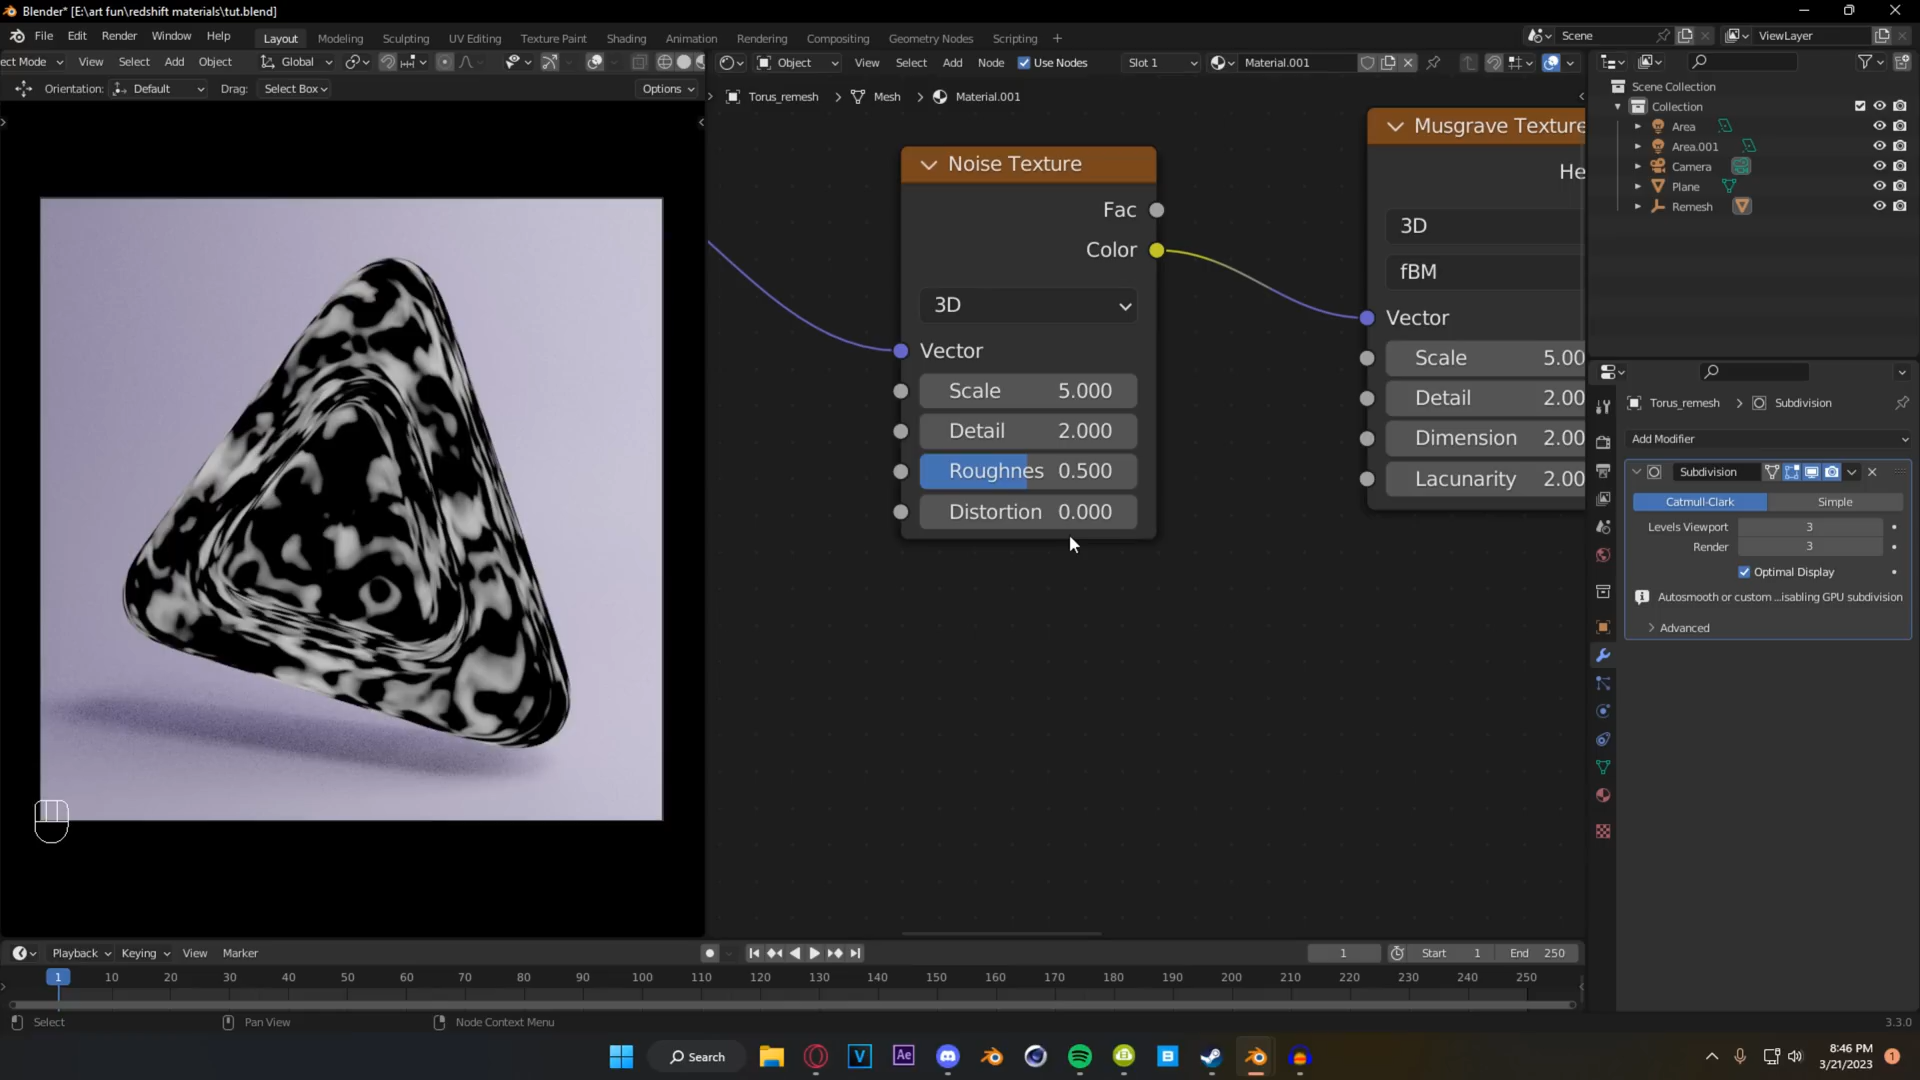 Blender* [E:\art fun\redshift materials\tut.blend]
File Edit Render Window Help Layout Modeling Sculpting UV Editing Texture Paint Shading Animation Rendering Compositing Geometry Nodes Scripting + Scene ViewLayer
ect Mode View Select Add Object Global Object View Select Add Node Use Nodes Slot 1 Material.001
Orientation: Default Drag: Select Box Options
Torus_remesh > Mesh > Material.001
Scene Collection
Collection
Area
Area.001
Camera
Plane
Remesh
Noise Texture
Fac
Color
3D
Vector
Scale 5.000
Detail 2.000
Roughnes 0.500
Distortion 0.000
Musgrave Texture
He
3D
fBM
Vector
Scale 5.00
Detail 2.00
Dimension 2.00
Lacunarity 2.00
Torus_remesh > Subdivision
Add Modifier
Subdivision
Catmull-Clark Simple
Levels Viewport 3
Render 3
Optimal Display
Autosmooth or custom ...isabling GPU subdivision
Advanced
Playback Keying View Marker 1 Start 1 End 250
1 10 20 30 40 50 60 70 80 90 100 110 120 130 140 150 160 170 180 190 200 210 220 230 240 250
Select Pan View Node Context Menu 3.3.0
Search
V
Ae
B
8:46 PM
3/21/2023
1